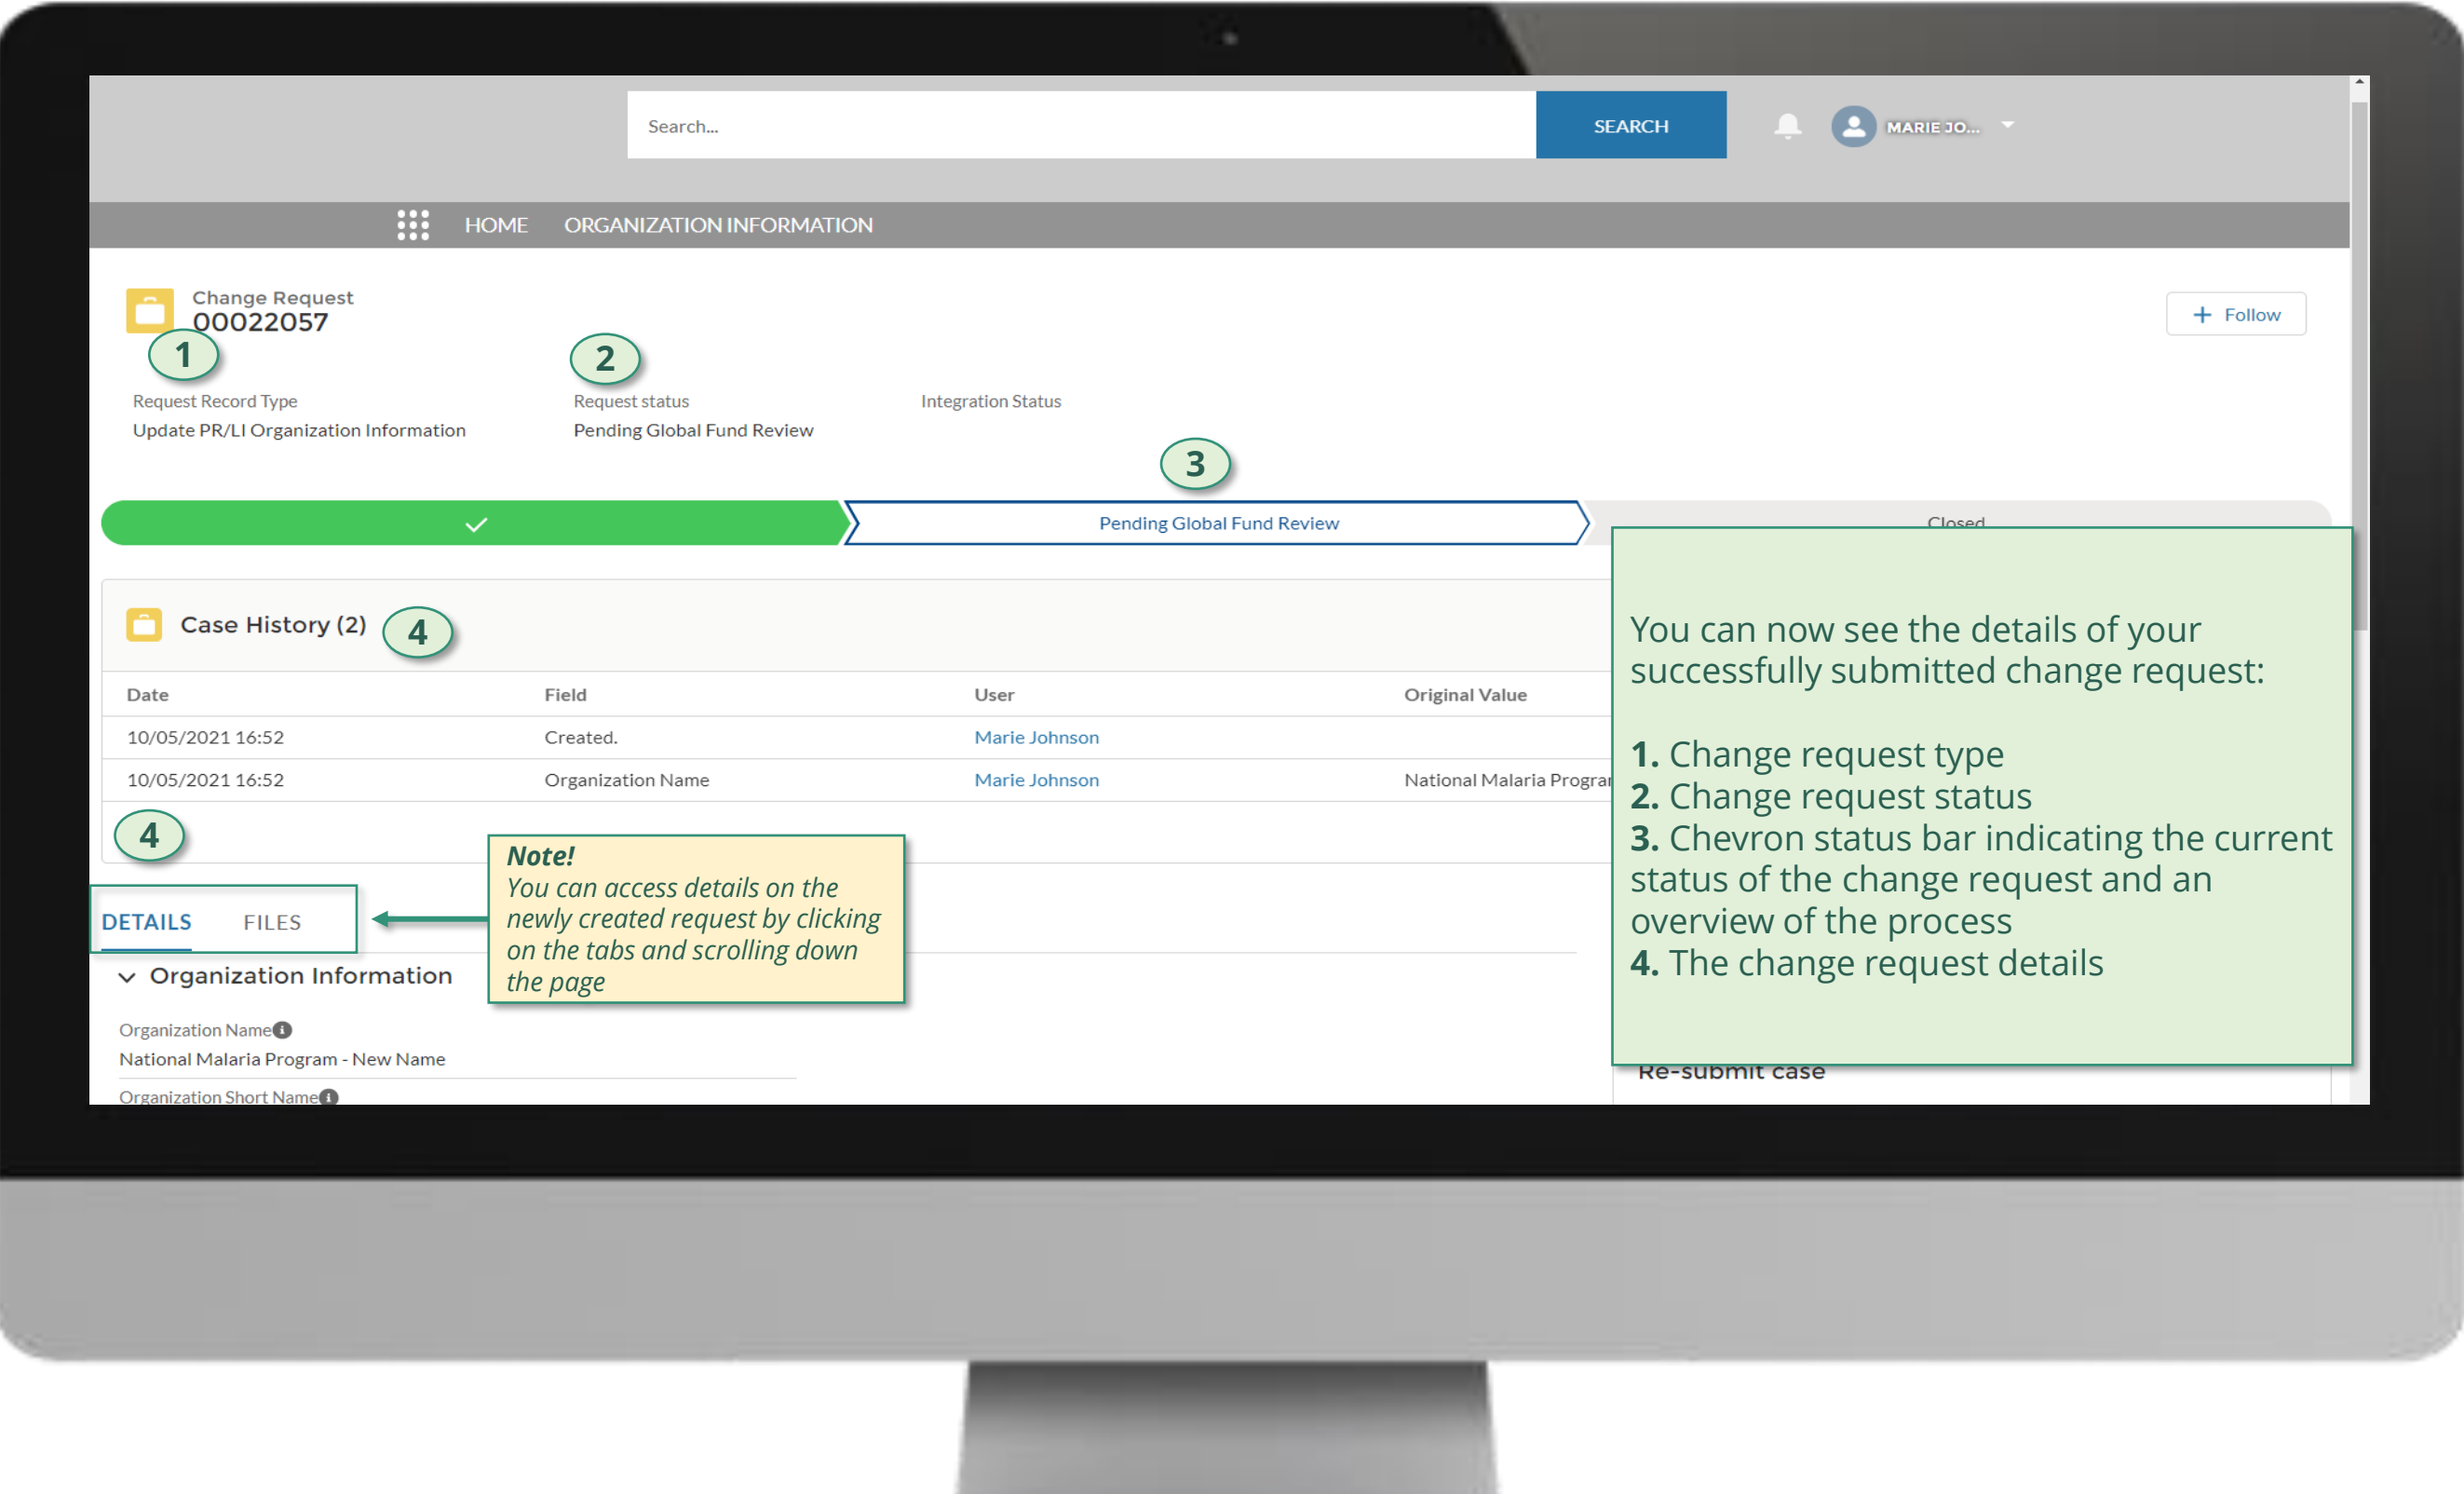 Search...
SEARCH
MARIE JO...
HOME ORGANIZATION INFORMATION
Change Request
00022057
+ Follow
1
2
Request Record Type
Request status
Integration Status
Update PR/LI Organization Information
Pending Global Fund Review
3
Pending Global Fund Review
Closed
Case History (2)
4
Date Field User Original Value
10/05/2021 16:52 Created. Marie Johnson
10/05/2021 16:52 Organization Name Marie Johnson National Malaria
4
Note!
You can access details on the
newly created request by clicking
on the tabs and scrolling down
the page
DETAILS FILES
Organization Information
Organization Name
National Malaria Program - New Name
Organization Short Name
You can now see the details of your
successfully submitted change request:
1. Change request type
2. Change request status
3. Chevron status bar indicating the current
status of the change request and an
overview of the process
4. The change request details
Re-submit case